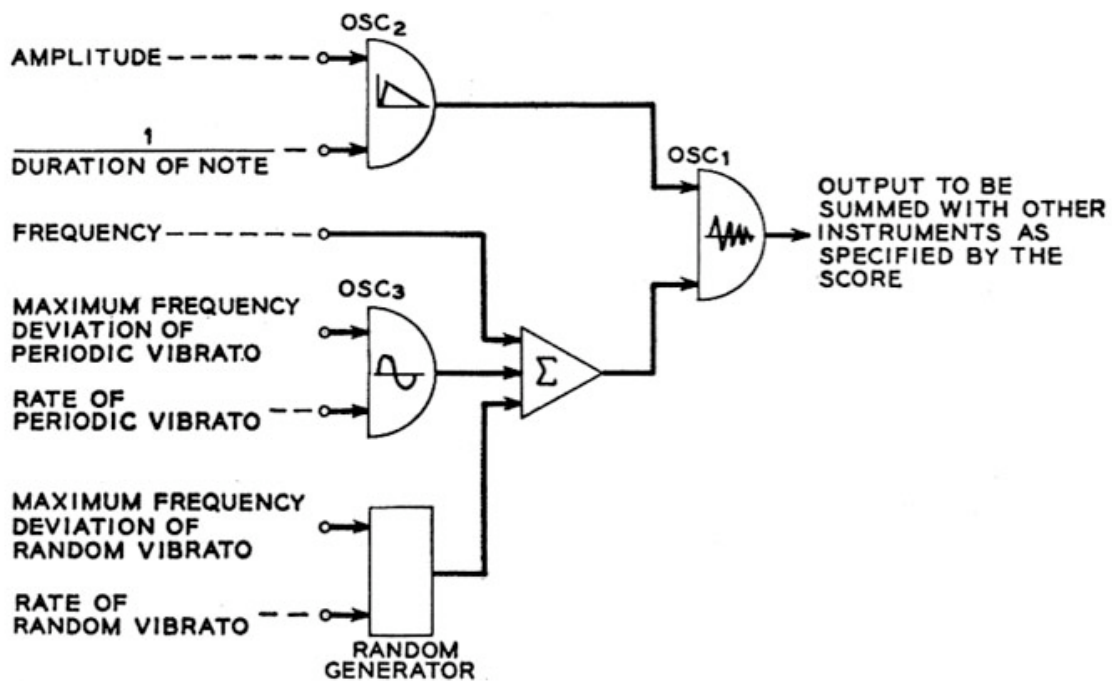 OSC2
AMPLITUDE
1
DURATION OF NOTE
OSC1
OUTPUT TO BE
SUMMED WITH OTHER
INSTRUMENTS AS
SPECIFIED BY THE
SCORE
FREQUENCY
OSC3
MAXIMUM FREQUENCY
DEVIATION OF
PERIODIC VIBRATO
Σ
RATE OF
PERIODIC VIBRATO
MAXIMUM FREQUENCY
DEVIATION OF
RANDOM VIBRATO
RATE OF
RANDOM VIBRATO
RANDOM
GENERATOR